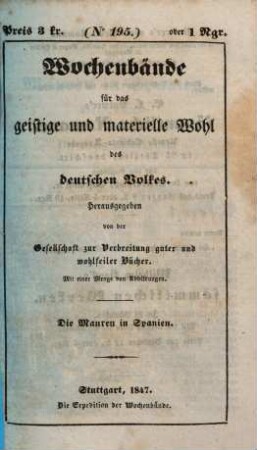 Preis 3 kr. (No 195.) oder 1 Ngr.
Wochenbände
für das
geistige und materielle Wohl
des
deutschen Volkes.
Herausgegeben
von der
Gesellschaft zur Verbreitung guter und
wohlfeiler Bücher.
Mit einer Menge von Abbildungen.
Die Mauren in Spanien.
Stuttgart, 1847.
Die Expedition der Wochenbände.